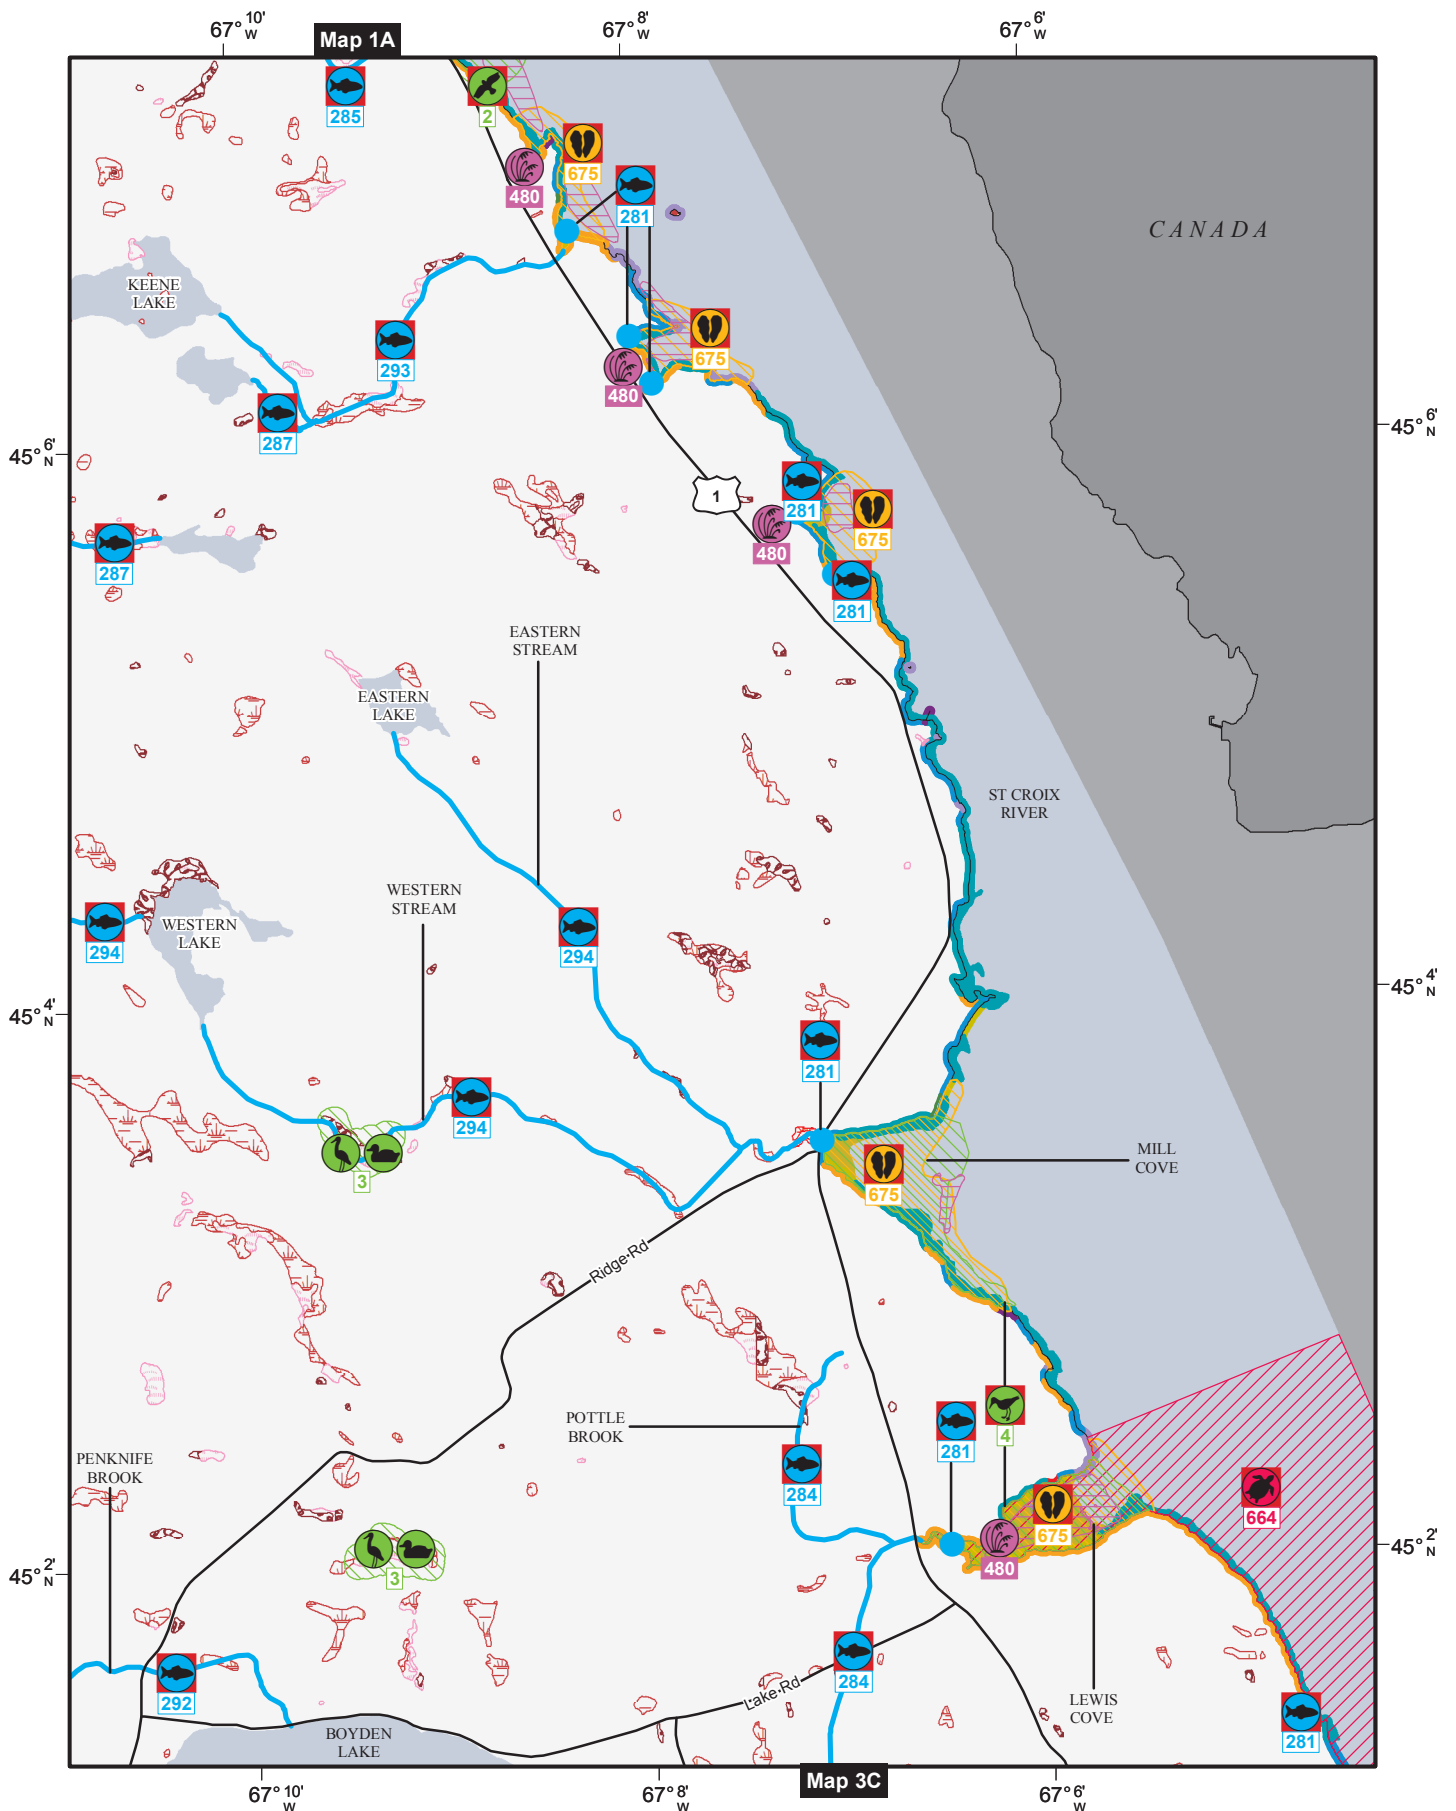 67° 10' W
67° 8' W
67° 6' W
Map 1A
285
2
675
480
281
CANADA
KEENE
LAKE
293
675
480
287
45° 6' N
45° 6' N
1
281
675
480
287
281
EASTERN
STREAM
EASTERN
LAKE
ST CROIX
RIVER
WESTERN
STREAM
WESTERN
LAKE
294
294
45° 4' N
45° 4' N
281
294
3
MILL
COVE
675
Ridge Rd
POTTLE
BROOK
281
4
PENKNIFE
BROOK
284
664
675
480
45° 2' N
45° 2' N
3
284
292
Lake Rd
LEWIS
COVE
281
BOYDEN
LAKE
Map 3C
67° 10' W
67° 8' W
67° 6' W